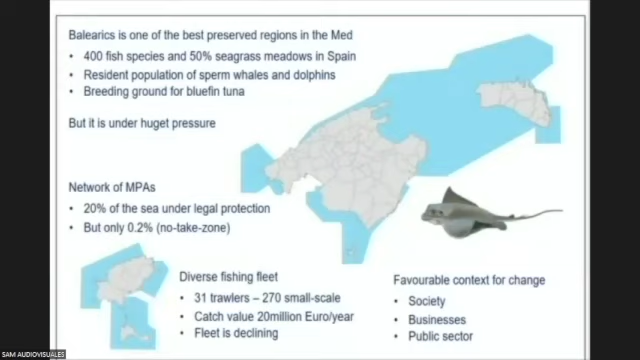 Balearics is one of the best preserved regions in the Med
• 400 fish species and 50% seagrass meadows in Spain
• Resident population of sperm whales and dolphins
• Breeding ground for bluefin tuna
But it is under huget pressure
Network of MPAs
• 20% of the sea under legal protection
• But only 0.2% (no-take-zone)
Diverse fishing fleet
• 31 trawlers – 270 small-scale
• Catch value 20million Euro/year
• Fleet is declining
Favourable context for change
• Society
• Businesses
• Public sector
SAM AUDIOVISUALES